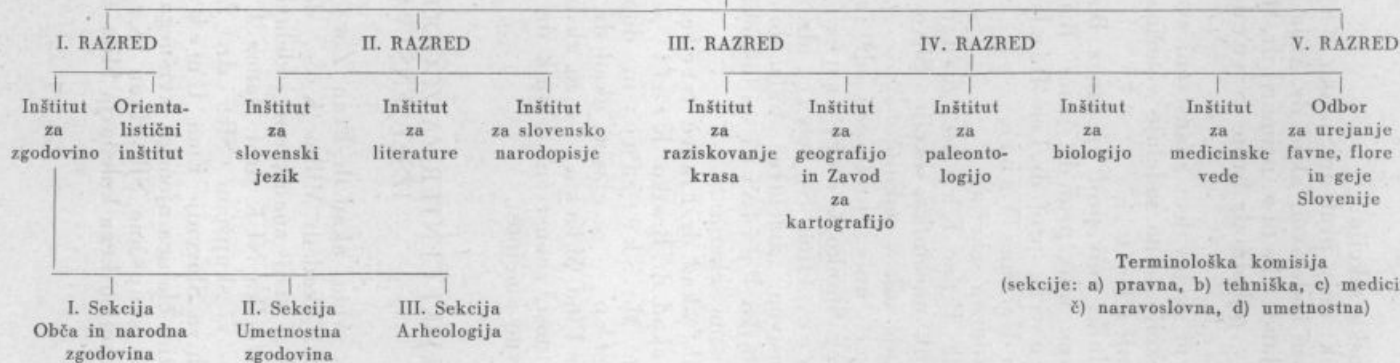 I. RAZRED
II. RAZRED
III. RAZRED
IV. RAZRED
V. RAZRED
Inštitut
za
zgodovino
Orienta-
listični
inštitut
Inštitut
za
slovenski
jezik
Inštitut
za
literature
Inštitut
za slovensko
narodopisje
Inštitut
za
raziskovanje
krasa
Inštitut
za
geografijo
in Zavod
za
kartografijo
Inštitut
za
paleonto-
logijo
Inštitut
za
biologijo
Inštitut
za
medicinske
vede
Odbor
za urejanje
favne, flore
in geje
Slovenije
I. Sekcija
Obča in narodna
zgodovina
II. Sekcija
Umetnostna
zgodovina
III. Sekcija
Arheologija
Terminološka komisija
(sekcije: a) pravna, b) tehniška, c) medici
č) naravoslovna, d) umetnostna)